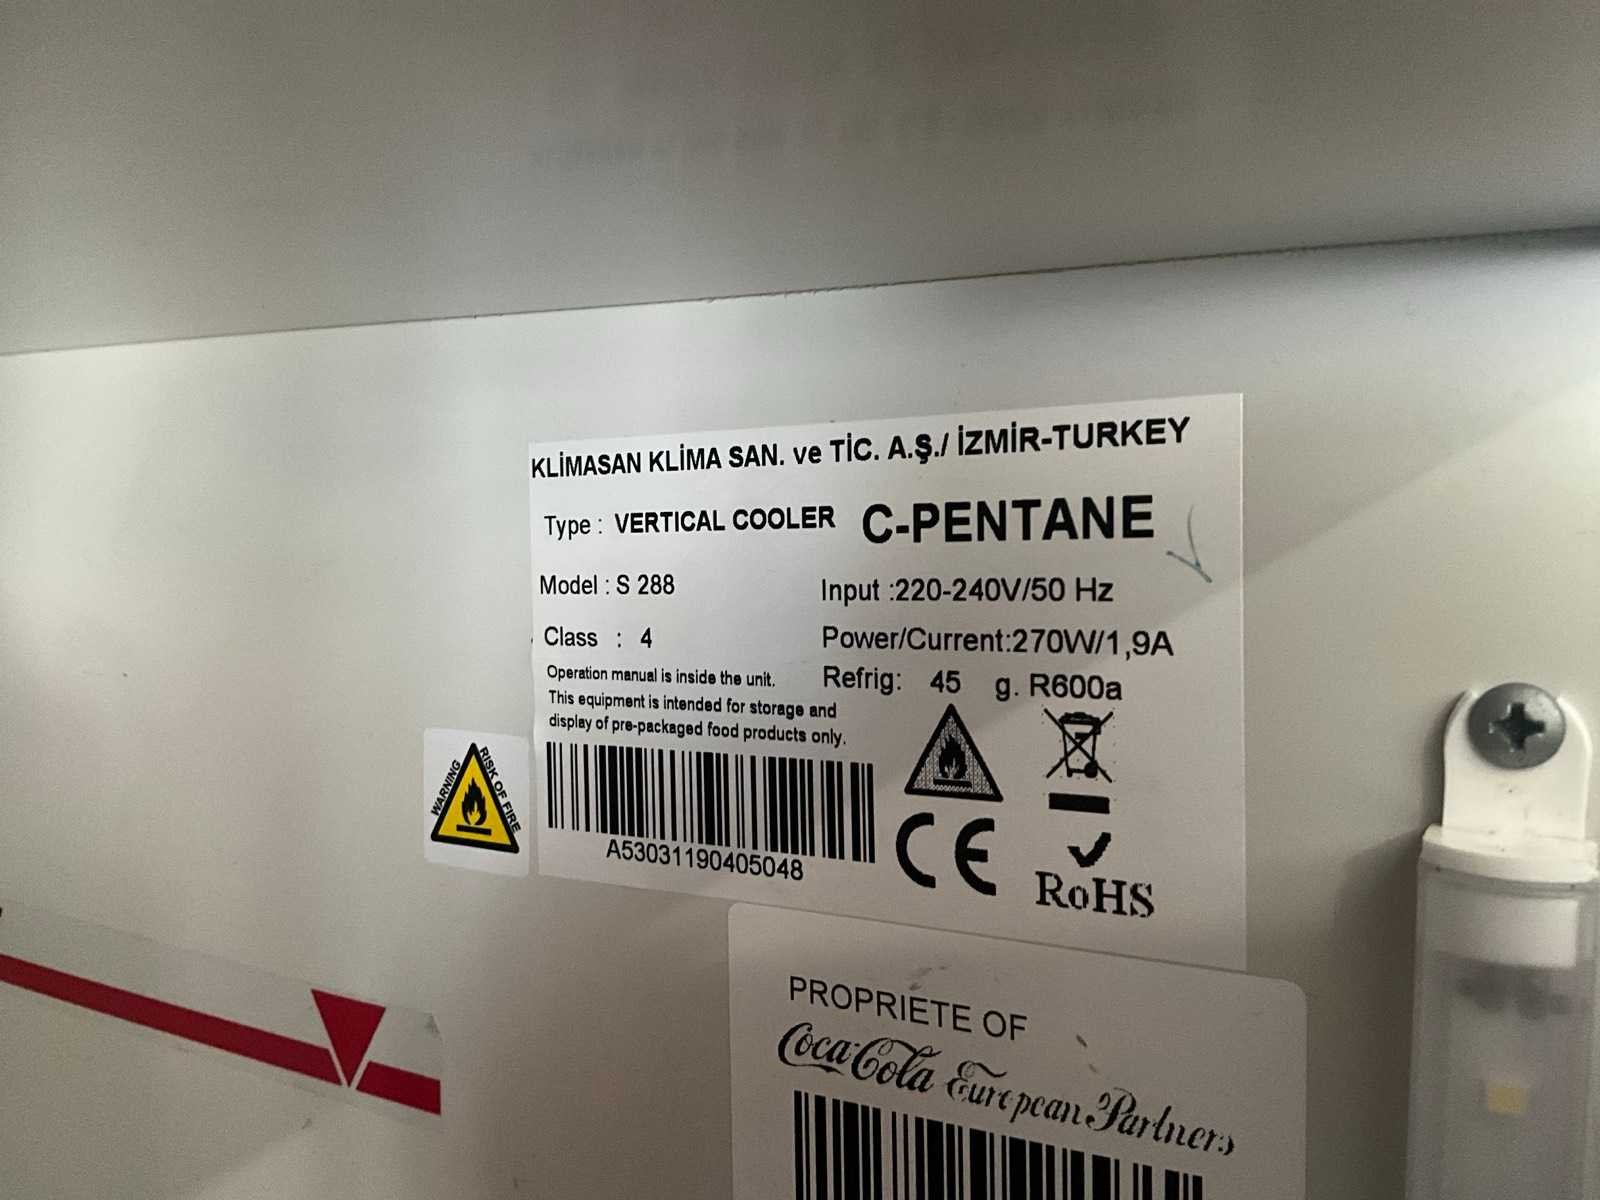 KLİMASAN KLİMA SAN. ve TİC. A.Ş./ İZMİR-TURKEY
Type : VERTICAL COOLER C-PENTANE
Model : S 288 Input :220-240V/50 Hz
Class : 4 Power/Current:270W/1,9A
Operation manual is inside the unit. Refrig: 45 g. R600a
This equipment is intended for storage and
display of pre-packaged food products only.
WARNING RISK OF FIRE
A53031190405048
CE
RoHS
PROPRIETE OF
Coca-Cola European Partners